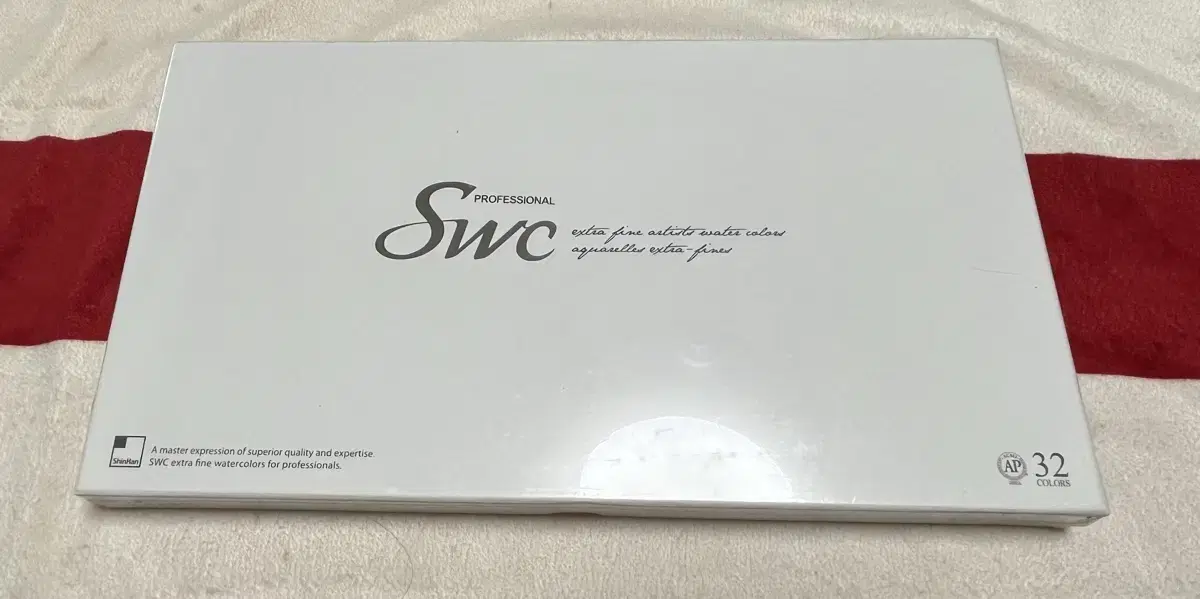 PROFESSIONAL
Swc
extra fine artists water colors
aquarelles extra-fines
ShinHan
A master expression of superior quality and expertise.
SWC extra fine watercolors for professionals.
AP
32
COLORS